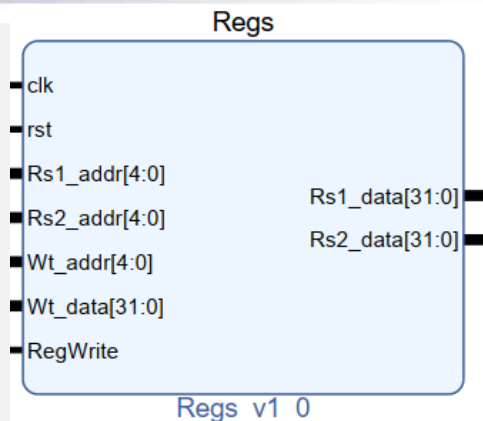 Regs
clk
rst
Rs1_addr[4:0]
Rs2_addr[4:0]
Wt_addr[4:0]
Wt_data[31:0]
RegWrite
Rs1_data[31:0]
Rs2_data[31:0]
Regs_v1_0